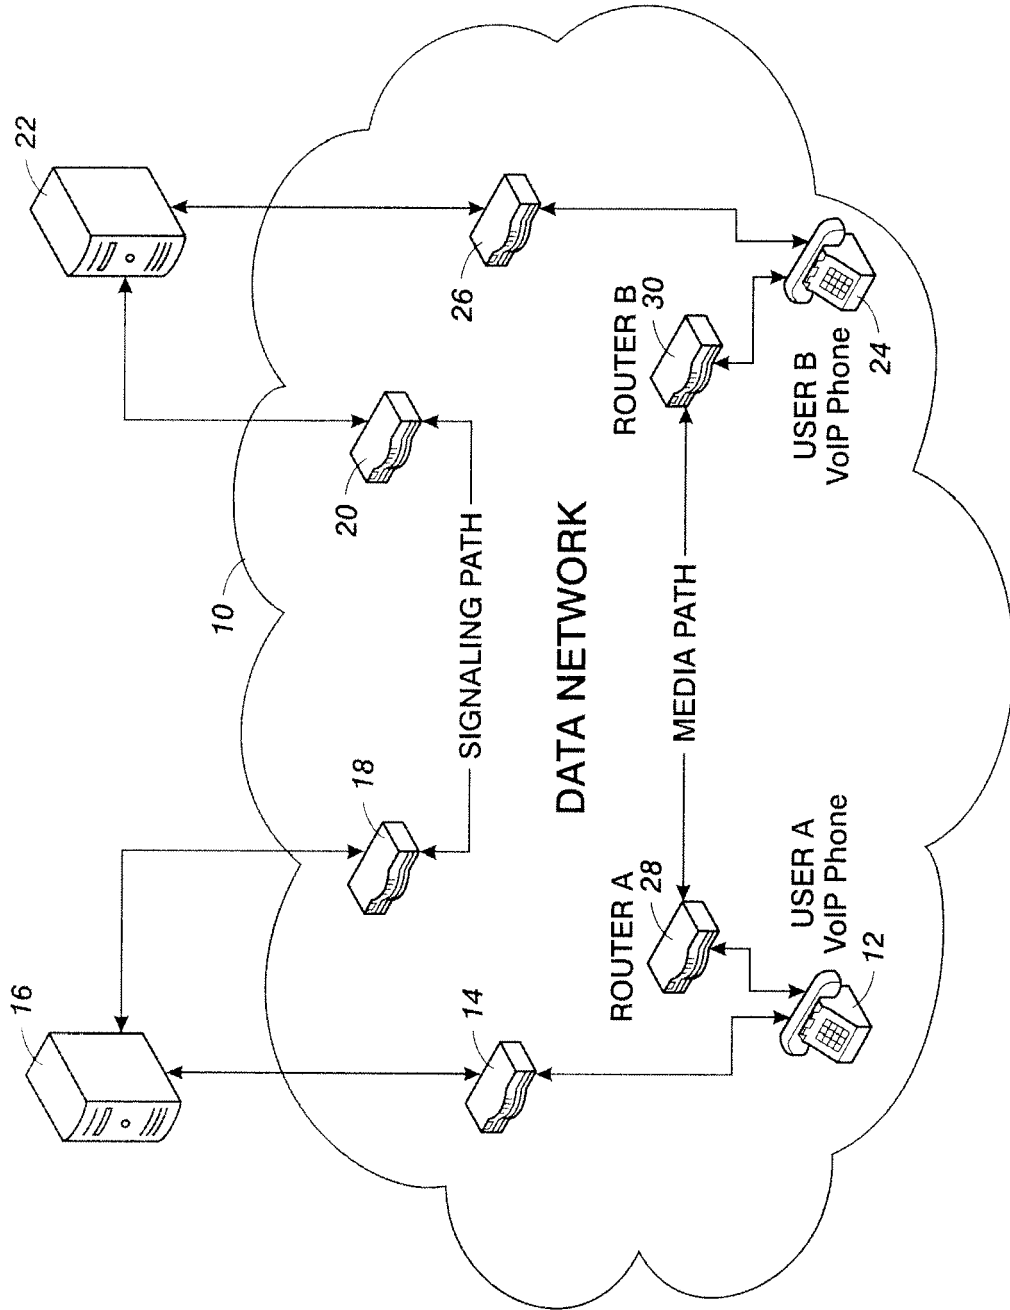 16
22
10
18
20
SIGNALING PATH
14
26
DATA NETWORK
ROUTER A
28
ROUTER B
30
MEDIA PATH
USER A
VoIP Phone
12
USER B
VoIP Phone
24